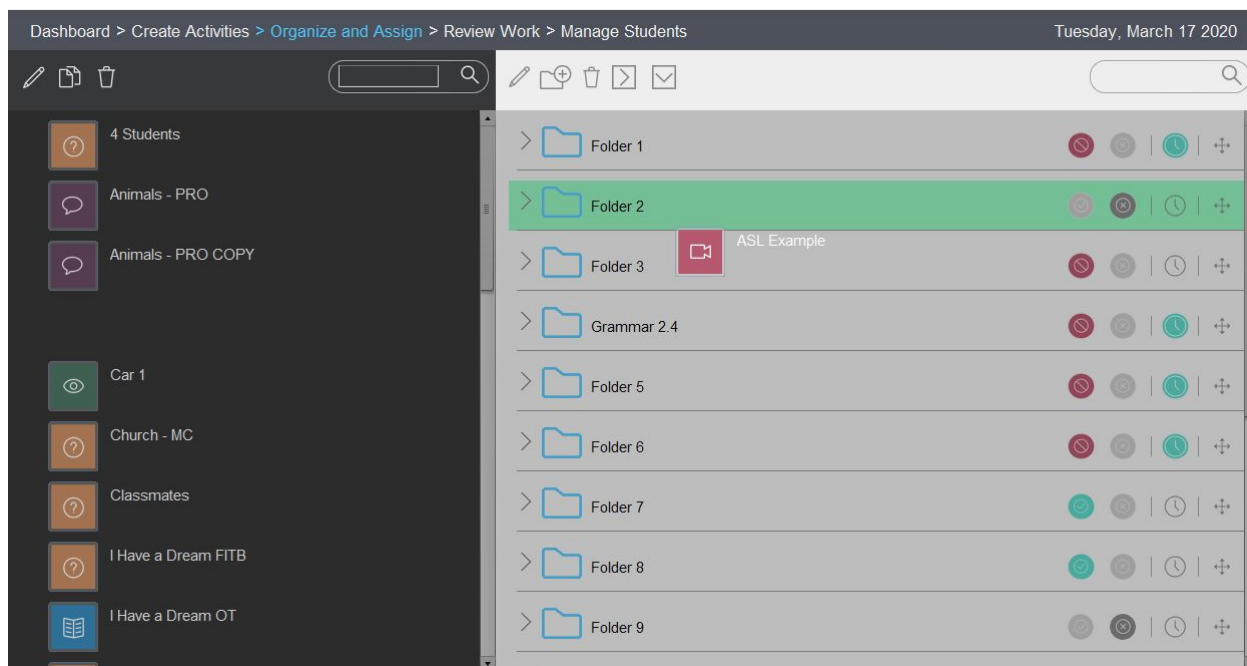 Dashboard > Create Activities > Organize and Assign > Review Work > Manage Students
Tuesday, March 17 2020
4 Students
Animals - PRO
Animals - PRO COPY
Car 1
Church - MC
Classmates
I Have a Dream FITB
I Have a Dream OT
Folder 1
Folder 2
ASL Example
Folder 3
Grammar 2.4
Folder 5
Folder 6
Folder 7
Folder 8
Folder 9